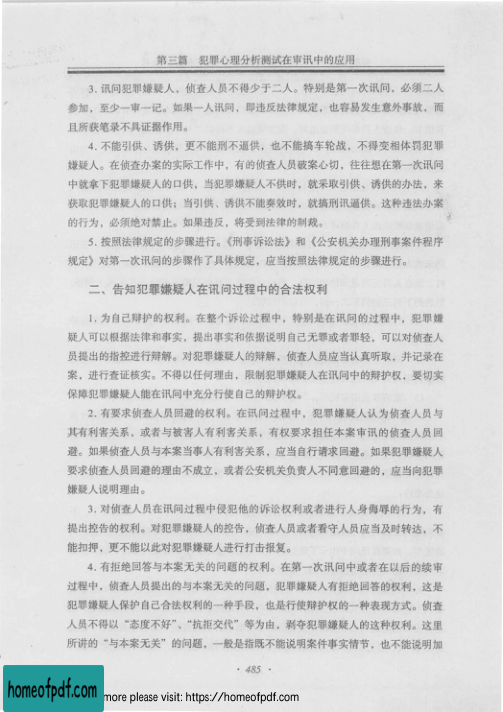 第三篇　犯罪心理分析测试在审讯中的应用
3. 讯问犯罪嫌疑人，侦查人员不得少于二人。特别是第一次讯问，必须二人
参加，至少一审一记。如果一人讯问，即违反法律规定，也容易发生意外事故，而
且所获笔录不具证据作用。
4. 不能引供、诱供，更不能刑不逼供，也不能搞车轮战，不得变相体罚犯罪
嫌疑人。在侦查办案的实际工作中，有的侦查人员破案心切，往往想在第一次讯问
中就拿下犯罪嫌疑人的口供，当犯罪嫌疑人不供时，就采取引供、诱供的办法，来
获取犯罪嫌疑人的口供；当引供、诱供不能奏效时，就搞刑讯逼供。这种违法办案
的行为，必须绝对禁止。如果违反，将受到法律的制裁。
5. 按照法律规定的步骤进行。《刑事诉讼法》和《公安机关办理刑事案件程序
规定》对第一次讯问的步骤作了具体规定，应当按照法律规定的步骤进行。
二、告知犯罪嫌疑人在讯问过程中的合法权利
1. 为自己辩护的权利。在整个诉讼过程中，特别是在讯问的过程中，犯罪嫌
疑人可以根据法律和事实，提出事实和依据说明自己无罪或者罪轻，可以对侦查人
员提出的指控进行辩解。对犯罪嫌疑人的辩解，侦查人员应当认真听取，并记录在
案，进行查证核实。不得以任何理由，限制犯罪嫌疑人在讯问中的辩护权，要切实
保障犯罪嫌疑人能在讯问中充分行使自己的辩护权。
2. 有要求侦查人员回避的权利。在讯问过程中，犯罪嫌疑人认为侦查人员与
其有利害关系，或者与被害人有利害关系，有权要求担任本案审讯的侦查人员回
避。如果侦查人员与本案当事人有利害关系，应当自行请求回避。如果犯罪嫌疑人
要求侦查人员回避的理由不成立，或者公安机关负责人不同意回避的，应当向犯罪
嫌疑人说明理由。
3. 对侦查人员在讯问过程中侵犯他的诉讼权利或者进行人身侮辱的行为，有
提出控告的权利。对犯罪嫌疑人的控告，侦查人员或者看守人员应当及时转达，不
能扣押，更不能以此对犯罪嫌疑人进行打击报复。
4. 有拒绝回答与本案无关的问题的权利。在第一次讯问中或者在以后的续审
过程中，侦查人员提出的与本案无关的问题，犯罪嫌疑人有拒绝回答的权利，这是
犯罪嫌疑人保护自己合法权利的一种手段，也是行使辩护权的一种表现方式。侦查
人员不得以“态度不好”、“抗拒交代”等为由，剥夺犯罪嫌疑人的这种权利。这里
所讲的“与本案无关”的问题，一般是指既不能说明案件事实情节，也不能说明加
· 485 ·
homeofpdf.com
more please visit: https://homeofpdf.com